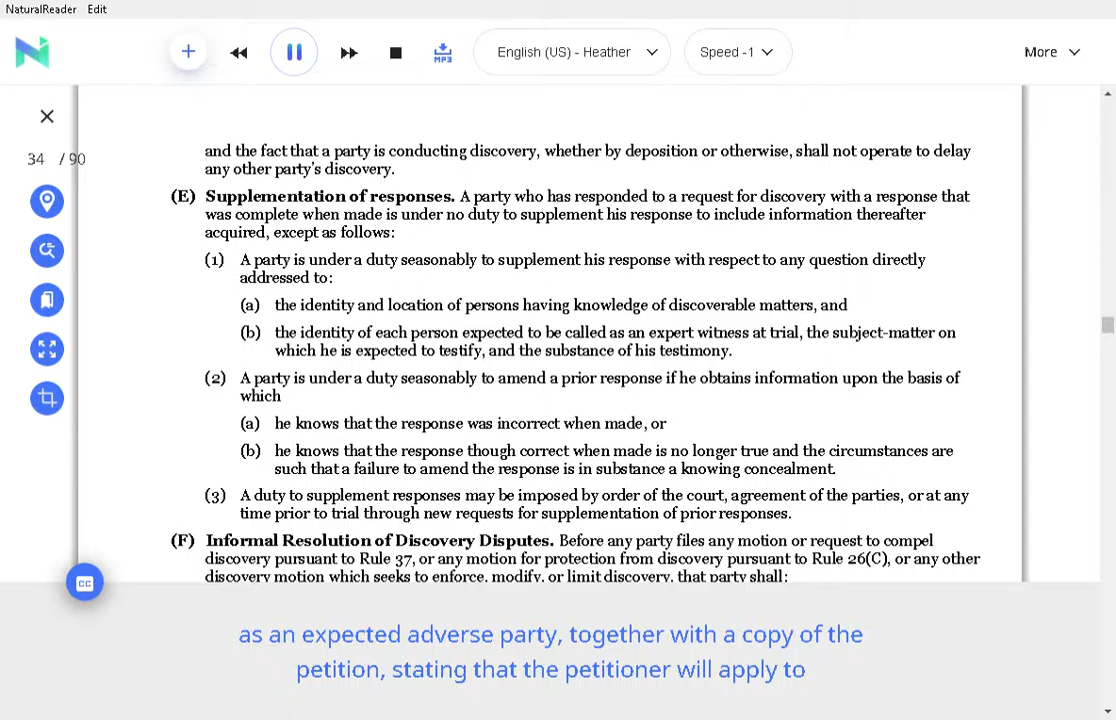 NaturalReader Edit
MP3 English (US) - Heather Speed -1 More
34 / 90
and the fact that a party is conducting discovery, whether by deposition or otherwise, shall not operate to delay
any other party's discovery.
(E) Supplementation of responses. A party who has responded to a request for discovery with a response that
was complete when made is under no duty to supplement his response to include information thereafter
acquired, except as follows:
(1) A party is under a duty seasonably to supplement his response with respect to any question directly
addressed to:
(a) the identity and location of persons having knowledge of discoverable matters, and
(b) the identity of each person expected to be called as an expert witness at trial, the subject-matter on
which he is expected to testify, and the substance of his testimony.
(2) A party is under a duty seasonably to amend a prior response if he obtains information upon the basis of
which
(a) he knows that the response was incorrect when made, or
(b) he knows that the response though correct when made is no longer true and the circumstances are
such that a failure to amend the response is in substance a knowing concealment.
(3) A duty to supplement responses may be imposed by order of the court, agreement of the parties, or at any
time prior to trial through new requests for supplementation of prior responses.
(F) Informal Resolution of Discovery Disputes. Before any party files any motion or request to compel
discovery pursuant to Rule 37, or any motion for protection from discovery pursuant to Rule 26(C), or any other
discovery motion which seeks to enforce, modify, or limit discovery, that party shall:
CC
as an expected adverse party, together with a copy of the
petition, stating that the petitioner will apply to